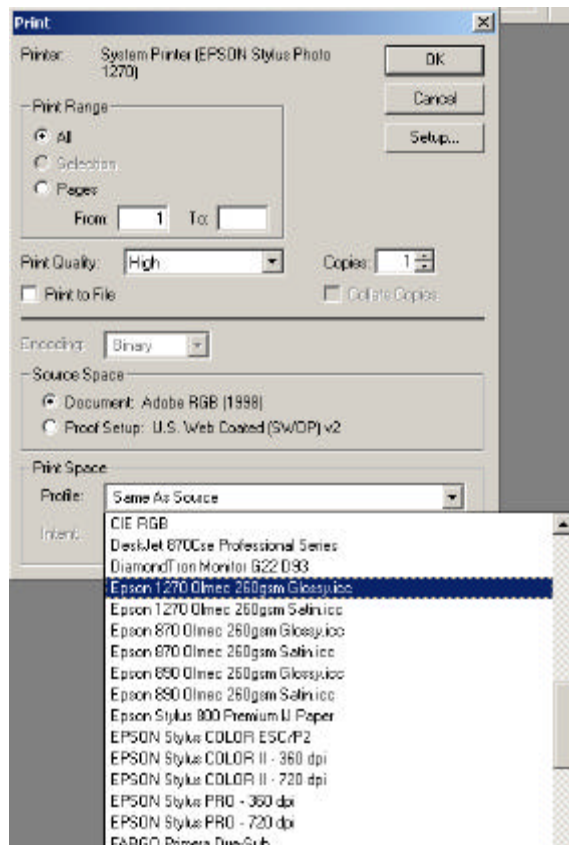 Print
Printer: System Printer (EPSON Stylus Photo
1270)
OK
Cancel
Setup...
Print Range
All
Selection
Pages
From: 1 To:
Print Quality: High
Copies: 1
Print to File
Collate Copies
Encoding: Binary
Source Space
Document: Adobe RGB (1998)
Proof Setup: U.S. Web Coated (SWOP) v2
Print Space
Profile: Same As Source
Intent:
CIE RGB
DeskJet 870Cse Professional Series
DiamondTron Monitor G22 D93
Epson 1270 Olmec 260gsm Glossy.icc
Epson 1270 Olmec 260gsm Satin.icc
Epson 870 Olmec 260gsm Glossy.icc
Epson 870 Olmec 260gsm Satin.icc
Epson 890 Olmec 260gsm Glossy.icc
Epson 890 Olmec 260gsm Satin.icc
Epson Stylus 800 Premium IJ Paper
EPSON Stylus COLOR ESC/P2
EPSON Stylus COLOR II - 360 dpi
EPSON Stylus COLOR II - 720 dpi
EPSON Stylus PRO - 360 dpi
EPSON Stylus PRO - 720 dpi
FARGO Primera Dye-Sub